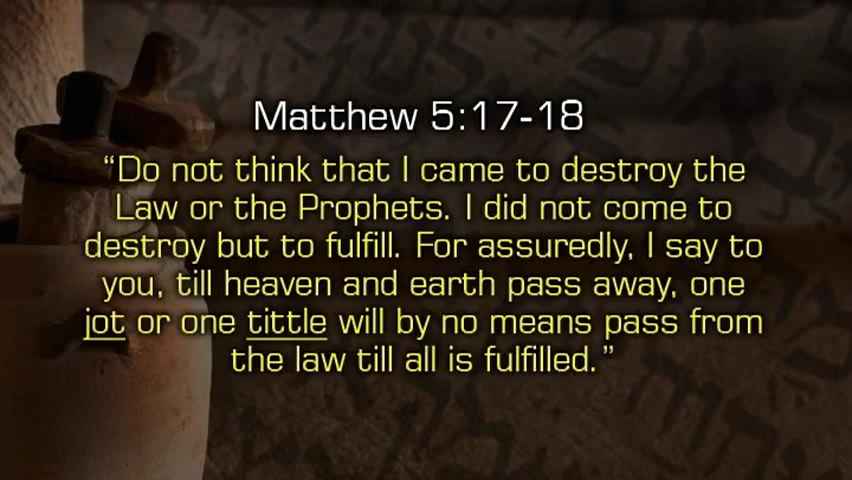 Matthew 5:17-18
“Do not think that I came to destroy the
Law or the Prophets. I did not come to
destroy but to fulfill. For assuredly, I say to
you, till heaven and earth pass away, one
jot or one tittle will by no means pass from
the law till all is fulfilled.”